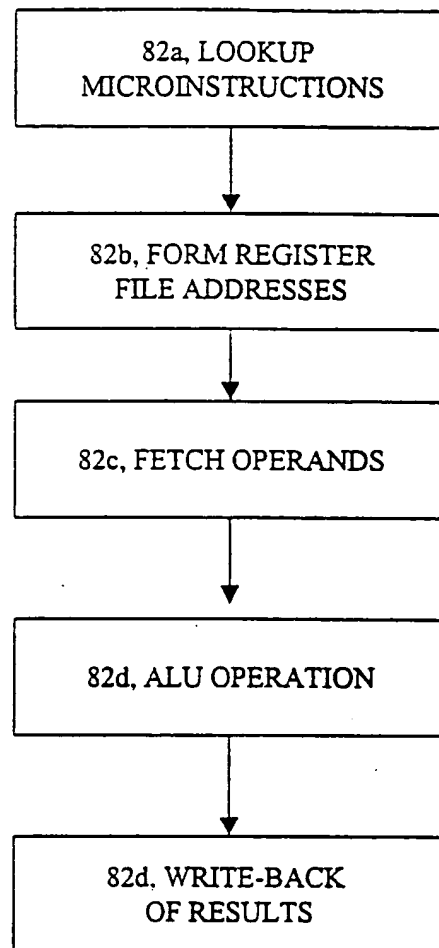 82a, LOOKUP
MICROINSTRUCTIONS
82b, FORM REGISTER
FILE ADDRESSES
82c, FETCH OPERANDS
82d, ALU OPERATION
82d, WRITE-BACK
OF RESULTS